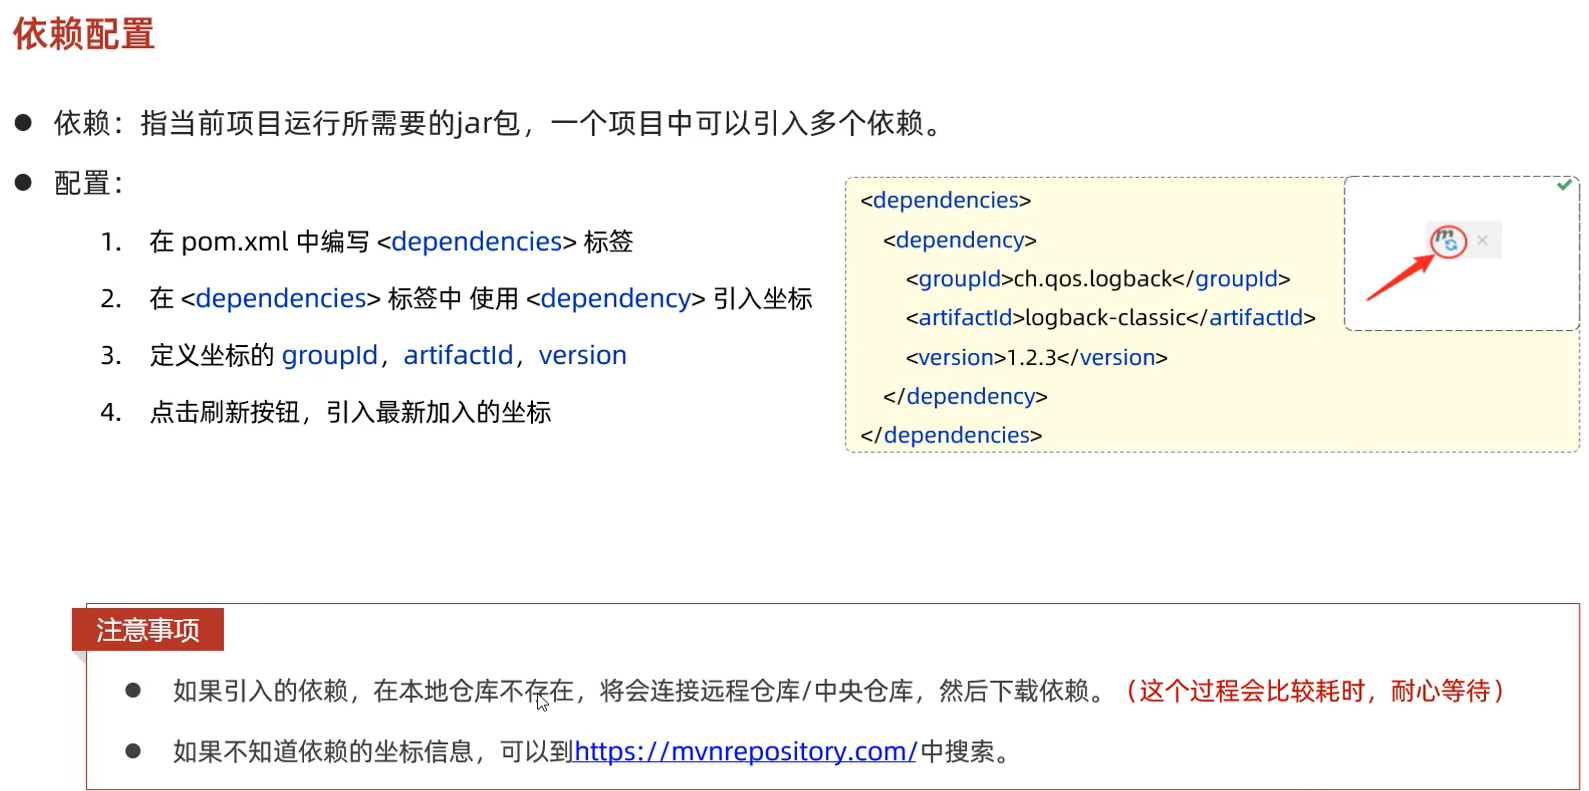 依赖配置
依赖：指当前项目运行所需要的jar包，一个项目中可以引入多个依赖。
配置：
1. 在 pom.xml 中编写 <dependencies> 标签
2. 在 <dependencies> 标签中 使用 <dependency> 引入坐标
3. 定义坐标的 groupId，artifactId，version
4. 点击刷新按钮，引入最新加入的坐标
<dependencies>
<dependency>
<groupId>ch.qos.logback</groupId>
<artifactId>logback-classic</artifactId>
<version>1.2.3</version>
</dependency>
</dependencies>
m
注意事项
如果引入的依赖，在本地仓库不存在，将会连接远程仓库/中央仓库，然后下载依赖。（这个过程会比较耗时，耐心等待）
如果不知道依赖的坐标信息，可以到https://mvnrepository.com/中搜索。